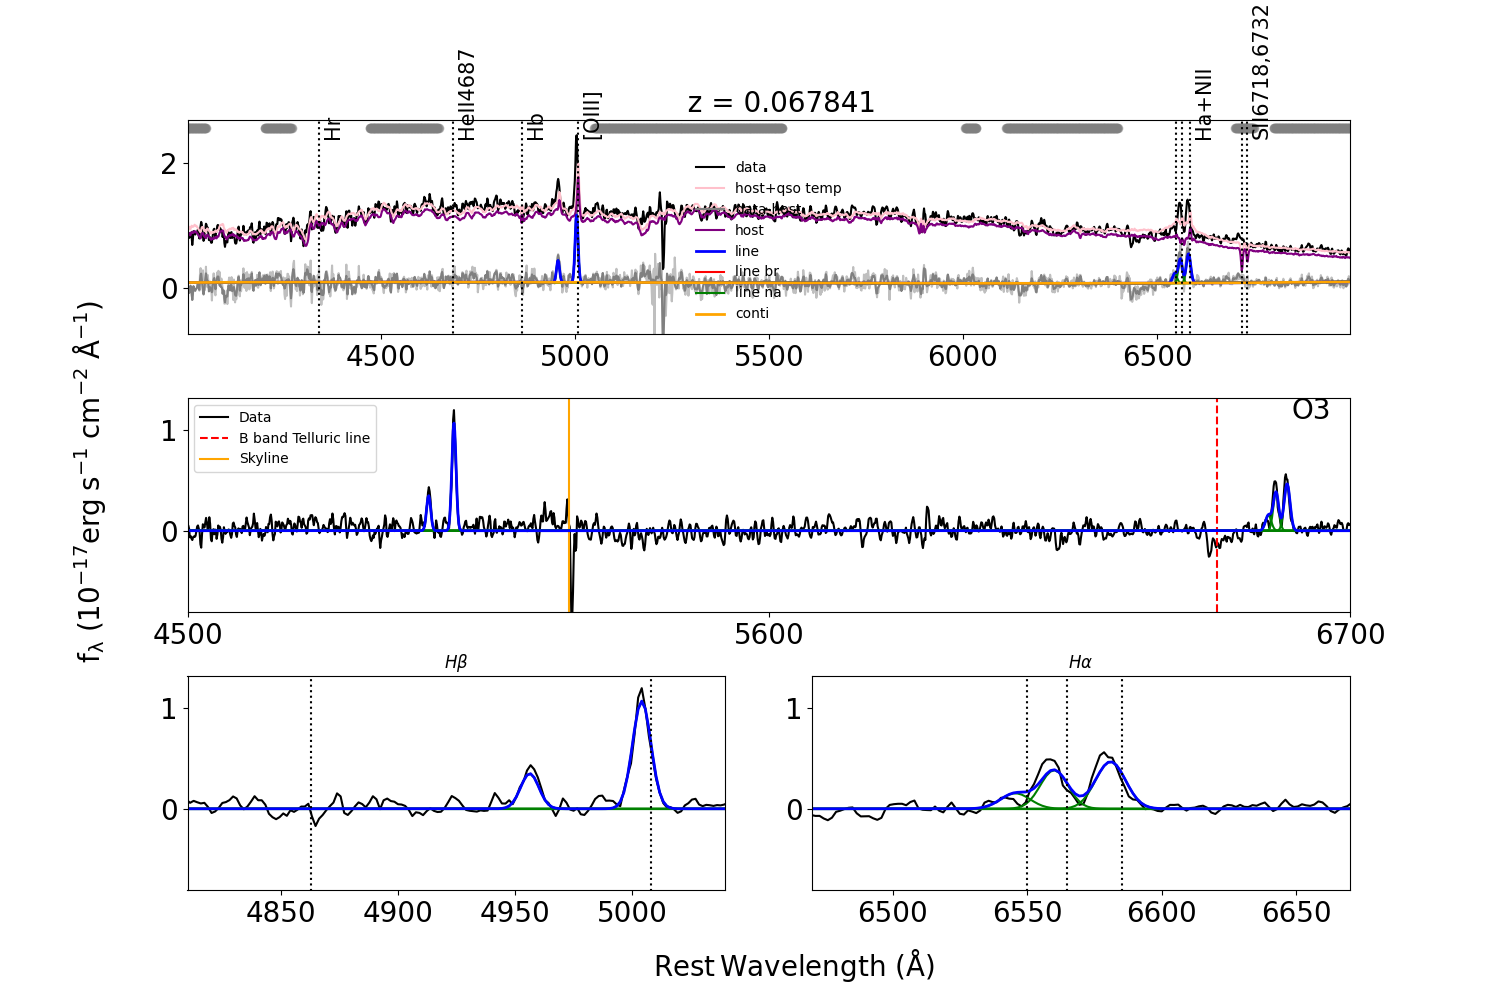 z = 0.067841
Hr
HeII4687
Hb
[OIII]
Ha+NII
SII6718,6732
2
0
data
host+qso temp
data-host
host
line
line br
line na
conti
4500 5000 5500 6000 6500
O3
1
0
Data
B band Telluric line
Skyline
4500 5600 6700
fλ (10⁻¹⁷erg s⁻¹ cm⁻² Å⁻¹)
Hβ
1
0
4850 4900 4950 5000
Hα
1
0
6500 6550 6600 6650
Rest Wavelength (Å)